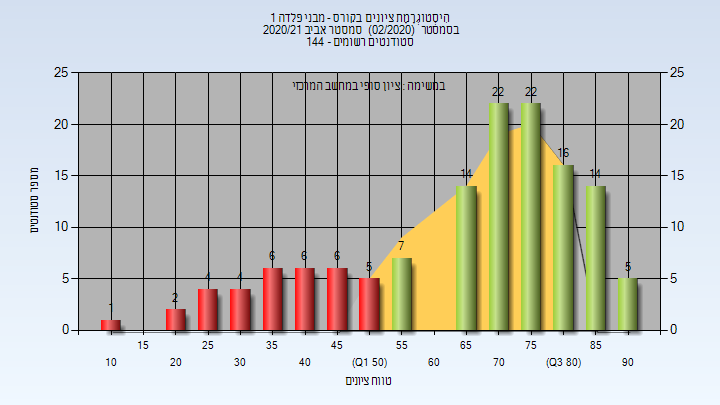 היסטוגרמת ציונים בקורס - מבני פלדה 1
בסמסטר (02/2020) סמסטר אביב 2020/21
סטודנטים רשומים - 144
במשימה : ציון סופי במחשב המרכזי
מספר סטודנטים
25 25
20 20
15 15
10 10
5 5
0 0
1 2 4 4 6 6 6 5 7 14 22 22 16 14 5
15 25 35 45 55 65 75 85
10 20 30 40 (Q1 50) 60 70 (Q3 80) 90
טווח ציונים